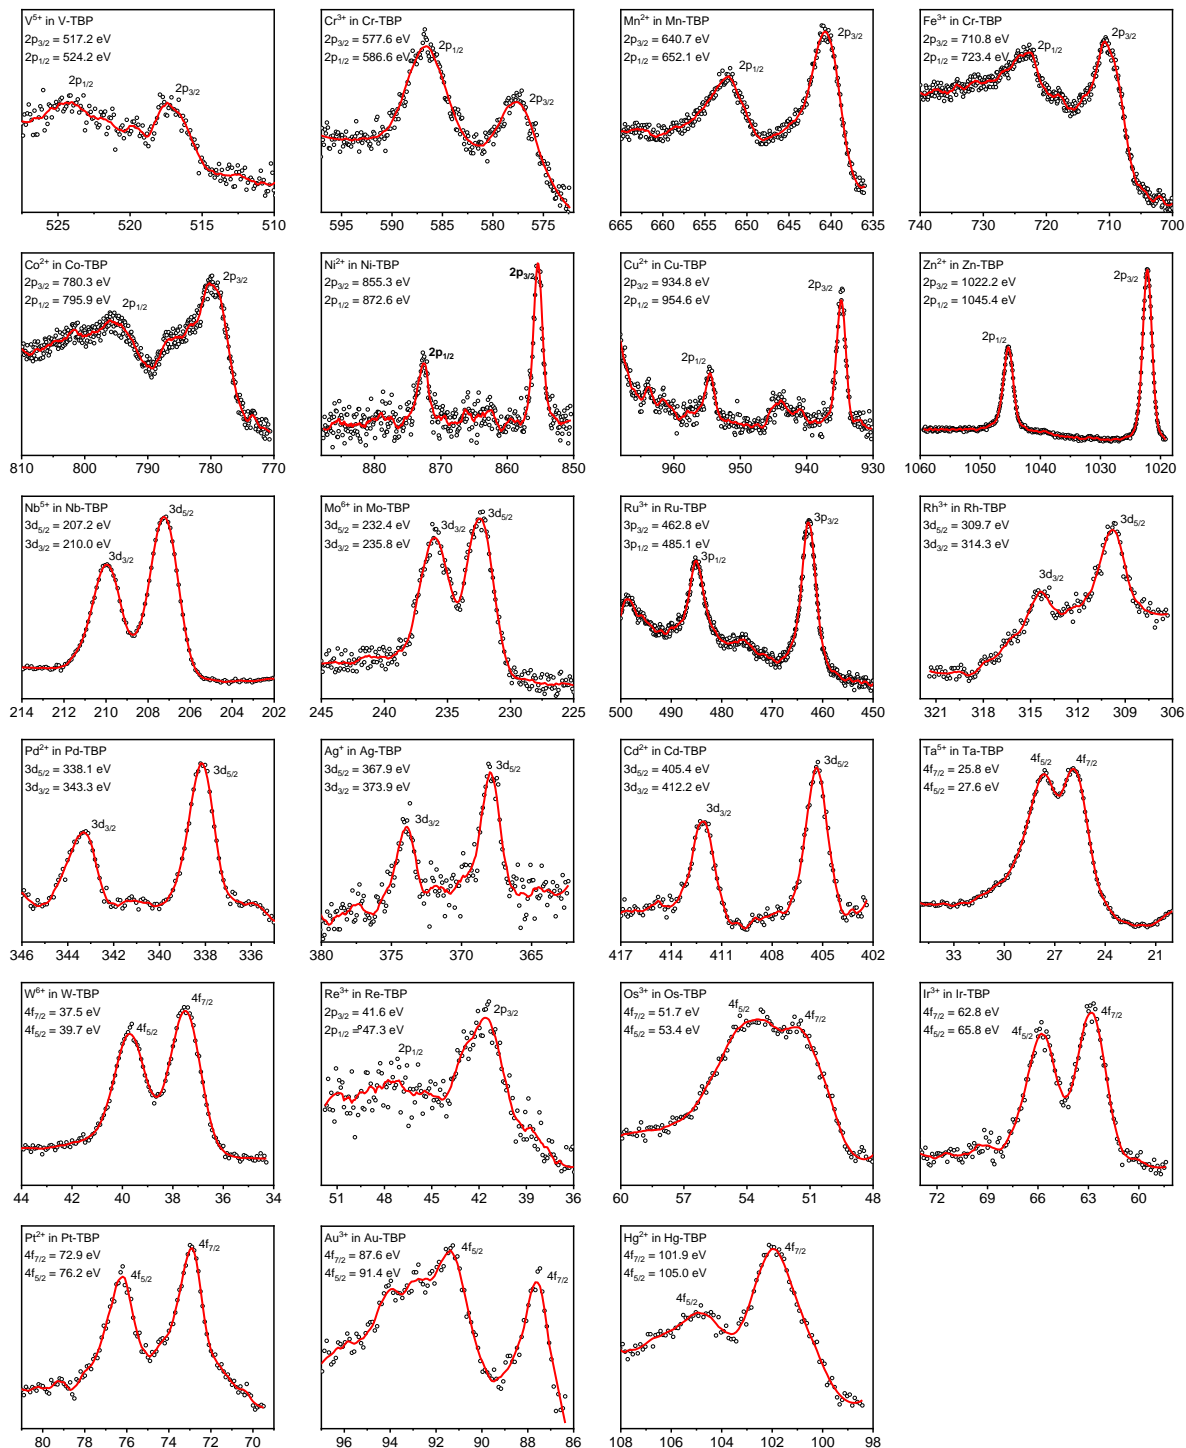 V⁵⁺ in V-TBP
2p₃/₂ = 517.2 eV
2p₁/₂ = 524.2 eV
2p₁/₂
2p₃/₂
525 520 515 510
Cr³⁺ in Cr-TBP
2p₃/₂ = 577.6 eV
2p₁/₂ = 586.6 eV
2p₁/₂
2p₃/₂
595 590 585 580 575
Mn²⁺ in Mn-TBP
2p₃/₂ = 640.7 eV
2p₁/₂ = 652.1 eV
2p₃/₂
2p₁/₂
665 660 655 650 645 640 635
Fe³⁺ in Cr-TBP
2p₃/₂ = 710.8 eV
2p₁/₂ = 723.4 eV
2p₁/₂
2p₃/₂
740 730 720 710 700
Co²⁺ in Co-TBP
2p₃/₂ = 780.3 eV
2p₁/₂ = 795.9 eV
2p₃/₂
2p₁/₂
810 800 790 780 770
Ni²⁺ in Ni-TBP
2p₃/₂ = 855.3 eV
2p₁/₂ = 872.6 eV
2p₃/₂
2p₁/₂
880 870 860 850
Cu²⁺ in Cu-TBP
2p₃/₂ = 934.8 eV
2p₁/₂ = 954.6 eV
2p₃/₂
2p₁/₂
960 950 940 930
Zn²⁺ in Zn-TBP
2p₃/₂ = 1022.2 eV
2p₁/₂ = 1045.4 eV
2p₃/₂
2p₁/₂
1060 1050 1040 1030 1020
Nb⁵⁺ in Nb-TBP
3d₅/₂ = 207.2 eV
3d₃/₂ = 210.0 eV
3d₅/₂
3d₃/₂
214 212 210 207 206 204 202
Mo⁶⁺ in Mo-TBP
3d₅/₂ = 232.4 eV
3d₃/₂ = 235.8 eV
3d₃/₂
3d₅/₂
245 237 233 229 225
Ru³⁺ in Ru-TBP
3p₃/₂ = 462.8 eV
3p₁/₂ = 485.1 eV
3p₃/₂
3p₁/₂
500 490 480 470 460 450
Rh³⁺ in Rh-TBP
3d₅/₂ = 309.7 eV
3d₃/₂ = 314.3 eV
3d₅/₂
3d₃/₂
321 318 314 312 309 306
Pd²⁺ in Pd-TBP
3d₅/₂ = 338.1 eV
3d₃/₂ = 343.3 eV
3d₅/₂
3d₃/₂
346 344 342 340 338 336
Ag⁺ in Ag-TBP
3d₅/₂ = 367.9 eV
3d₃/₂ = 373.9 eV
3d₅/₂
3d₃/₂
380 374 370 365
Cd²⁺ in Cd-TBP
3d₅/₂ = 405.4 eV
3d₃/₂ = 412.2 eV
3d₅/₂
3d₃/₂
417 414 411 408 405 402
Ta⁵⁺ in Ta-TBP
4f₇/₂ = 25.8 eV
4f₅/₂ = 27.6 eV
4f₅/₂
4f₇/₂
33 30 27 24 21
W⁶⁺ in W-TBP
4f₇/₂ = 37.5 eV
4f₅/₂ = 39.7 eV
4f₇/₂
4f₅/₂
44 42 40 37 36 34
Re³⁺ in Re-TBP
2p₃/₂ = 41.6 eV
2p₁/₂ = 47.3 eV
2p₃/₂
2p₁/₂
51 48 45 42 39 36
Os³⁺ in Os-TBP
4f₇/₂ = 51.7 eV
4f₅/₂ = 53.4 eV
4f₅/₂
4f₇/₂
60 57 54 51 48
Ir³⁺ in Ir-TBP
4f₇/₂ = 62.8 eV
4f₅/₂ = 65.8 eV
4f₅/₂
4f₇/₂
72 69 66 63 60
Pt²⁺ in Pt-TBP
4f₇/₂ = 72.9 eV
4f₅/₂ = 76.2 eV
4f₇/₂
4f₅/₂
80 76 74 72 70
Au³⁺ in Au-TBP
4f₇/₂ = 87.6 eV
4f₅/₂ = 91.4 eV
4f₅/₂
4f₇/₂
96 94 92 90 88 86
Hg²⁺ in Hg-TBP
4f₇/₂ = 101.9 eV
4f₅/₂ = 105.0 eV
4f₇/₂
4f₅/₂
108 106 104 102 100 98